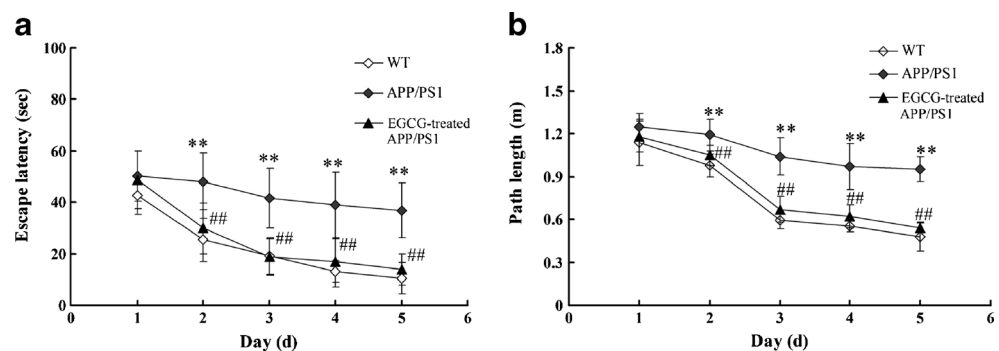 a
100
80
60
40
20
0
Escape latency (sec)
WT
APP/PS1
EGCG-treated
APP/PS1
**
**
**
**
##
##
##
##
0 1 2 3 4 5 6
Day (d)
b
1.8
1.5
1.2
0.9
0.6
0.3
Path length (m)
WT
APP/PS1
EGCG-treated
APP/PS1
**
**
**
**
##
##
##
##
0 1 2 3 4 5 6
Day (d)